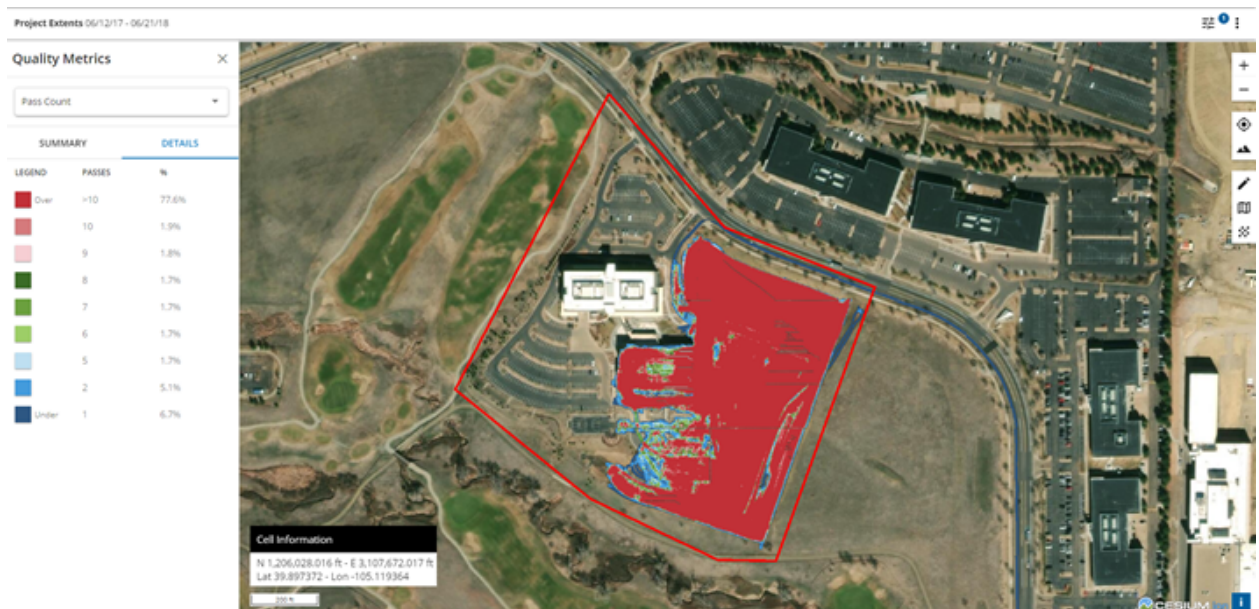 Project Extents 06/12/17 - 06/21/18
1
Quality Metrics
Pass Count
SUMMARY DETAILS
LEGEND PASSES %
Over >10 77.6%
10 1.9%
9 1.8%
8 1.7%
7 1.7%
6 1.7%
5 1.7%
2 5.1%
Under 1 6.7%
Cell Information
N 1,206,028.016 ft - E 3,107,672.017 ft
Lat 39.897372 - Lon -105.119364
200 ft
CESIUM